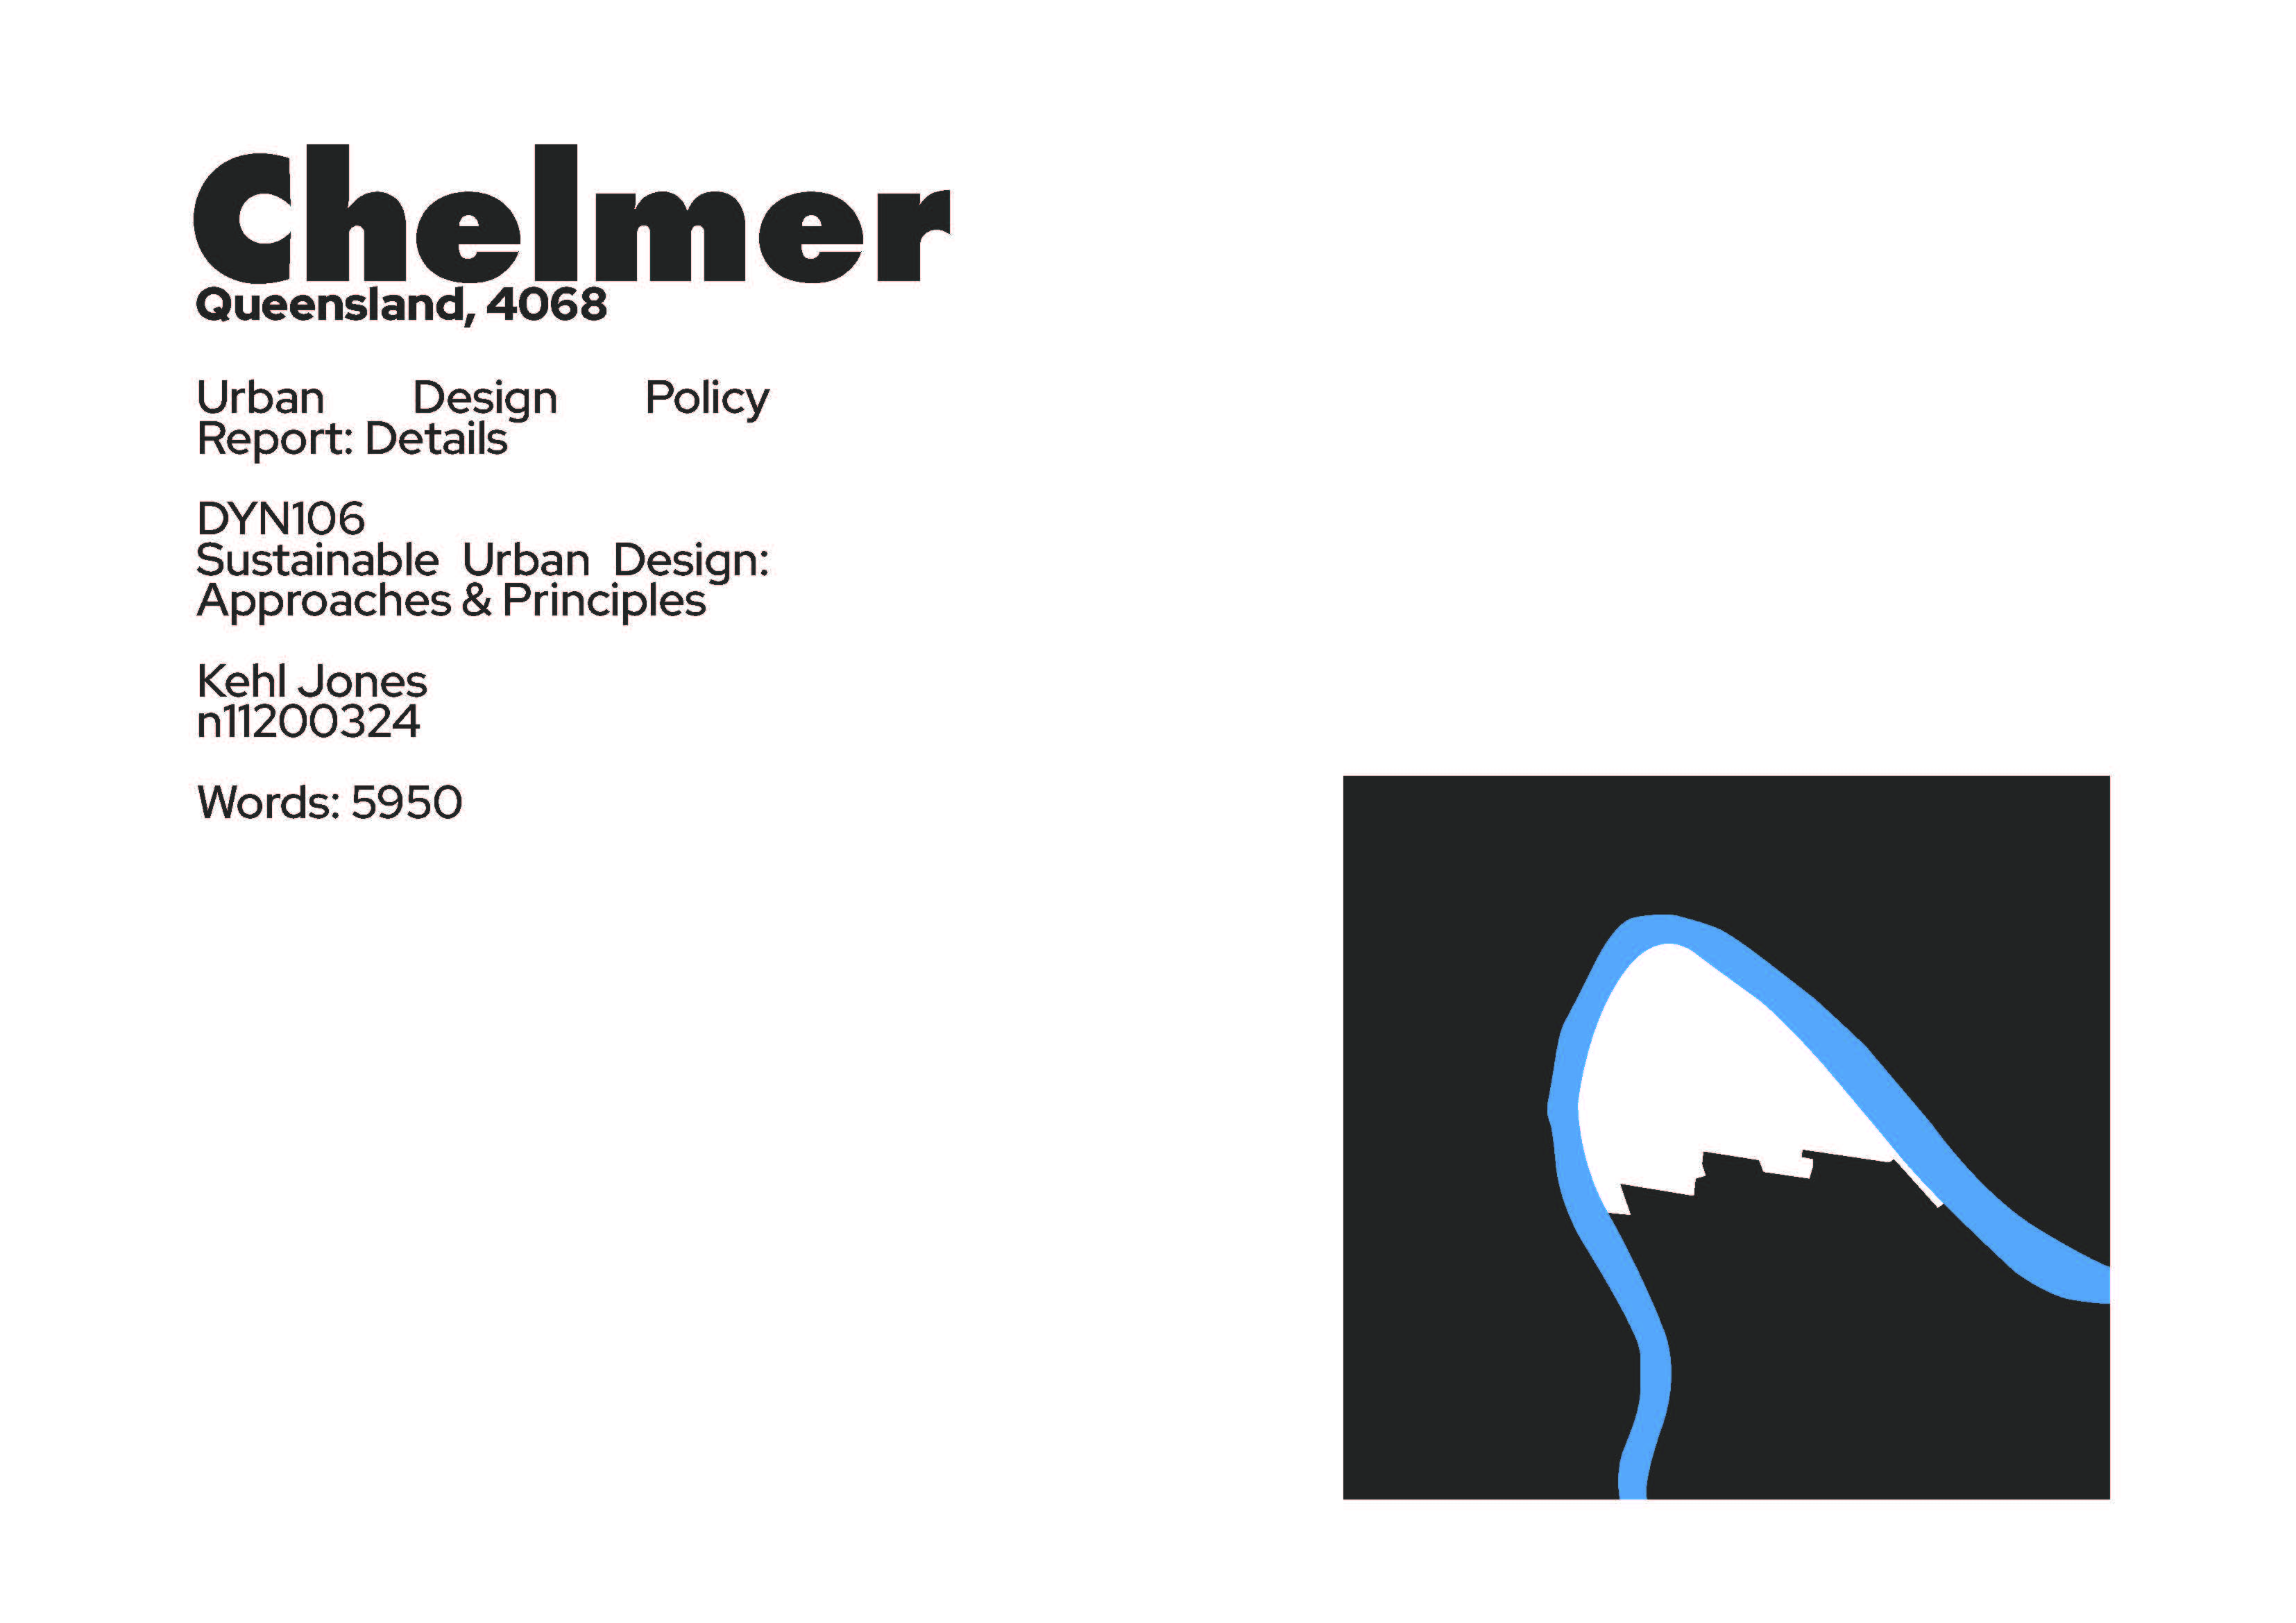 Chelmer
Queensland, 4068
Urban Design Policy
Report: Details
DYN106
Sustainable Urban Design:
Approaches & Principles
Kehl Jones
n11200324
Words: 5950